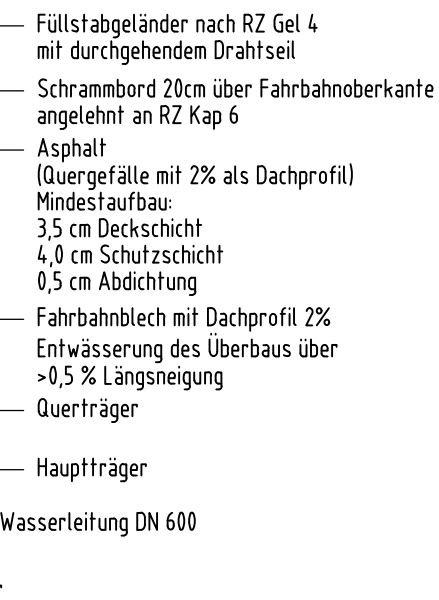 Füllstabgeländer nach RZ Gel 4
mit durchgehendem Drahtseil
Schrammbord 20cm über Fahrbahnoberkante
angelehnt an RZ Kap 6
Asphalt
(Quergefälle mit 2% als Dachprofil)
Mindestaufbau:
3,5 cm Deckschicht
4,0 cm Schutzschicht
0,5 cm Abdichtung
Fahrbahnblech mit Dachprofil 2%
Entwässerung des Überbaus über
>0,5 % Längsneigung
Querträger
Hauptträger
Wasserleitung DN 600